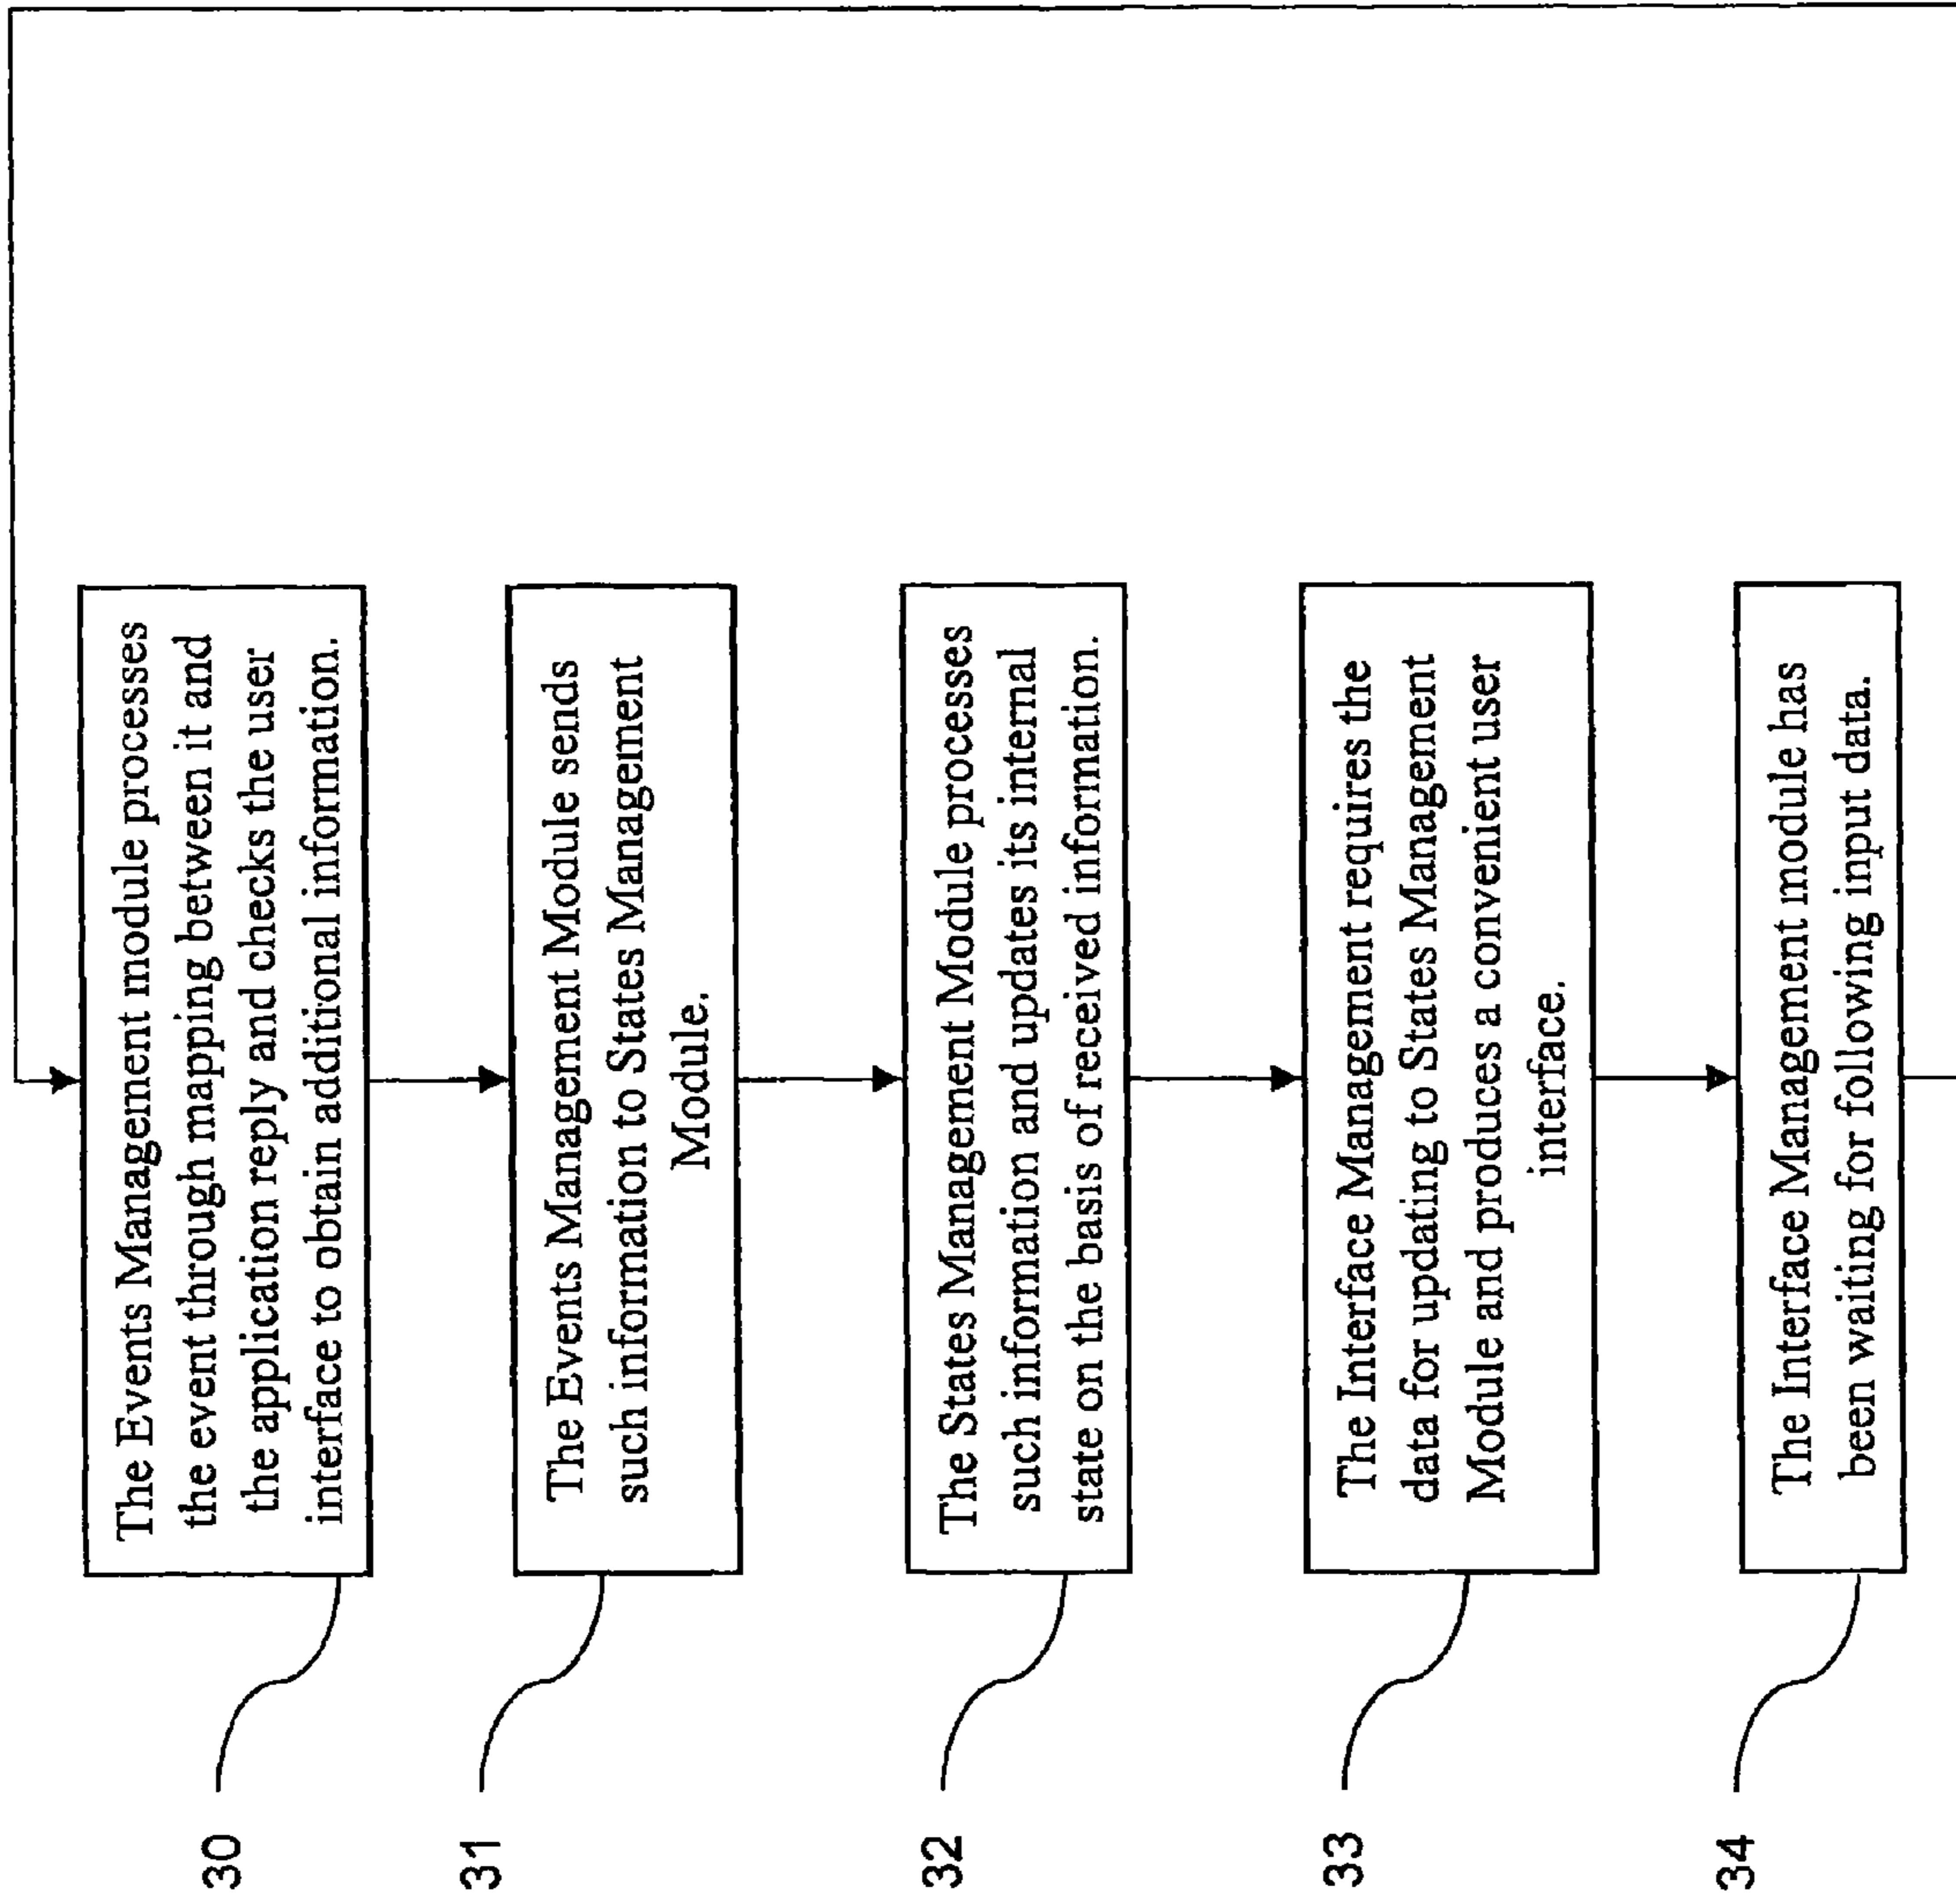 30
The Events Management module processes
the event through mapping between it and
the application reply and checks the user
interface to obtain additional information.
31
The Events Management Module sends
such information to States Management
Module.
32
The States Management Module processes
such information and updates its internal
state on the basis of received information.
33
The Interface Management requires the
data for updating to States Management
Module and produces a convenient user
interface.
34
The Interface Management module has
been waiting for following input data.